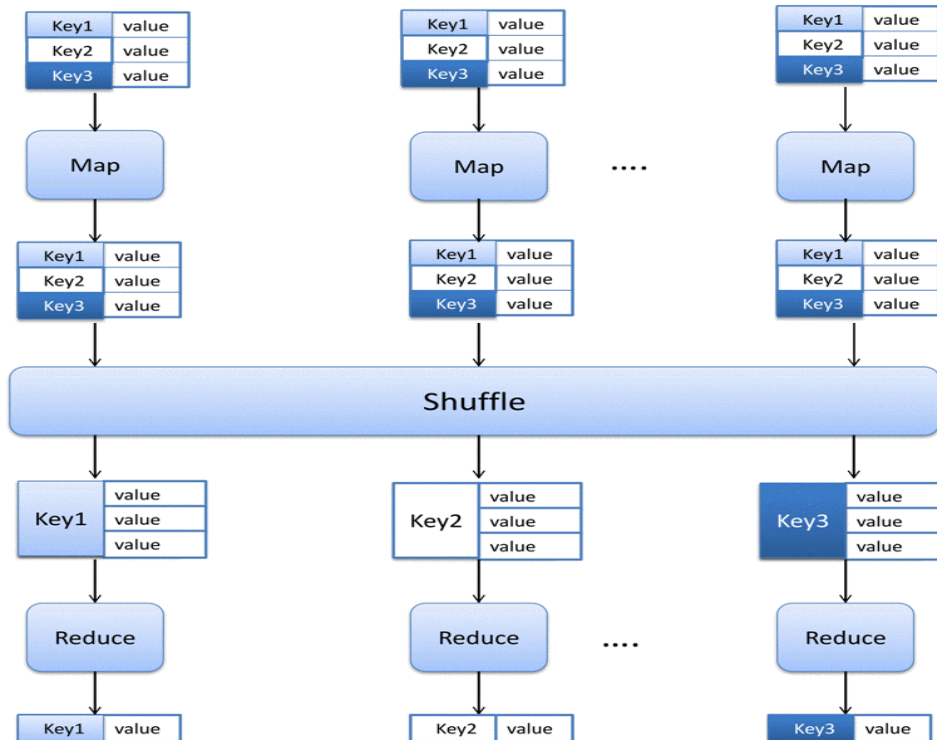 Key1 value Key1 value Key1 value
Key2 value Key2 value Key2 value
Key3 value Key3 value Key3 value
Map Map .... Map
Key1 value Key1 value Key1 value
Key2 value Key2 value Key2 value
Key3 value Key3 value Key3 value
Shuffle
value value value
Key1 value Key2 value Key3 value
value value value
Reduce Reduce .... Reduce
Key1 value Key2 value Key3 value